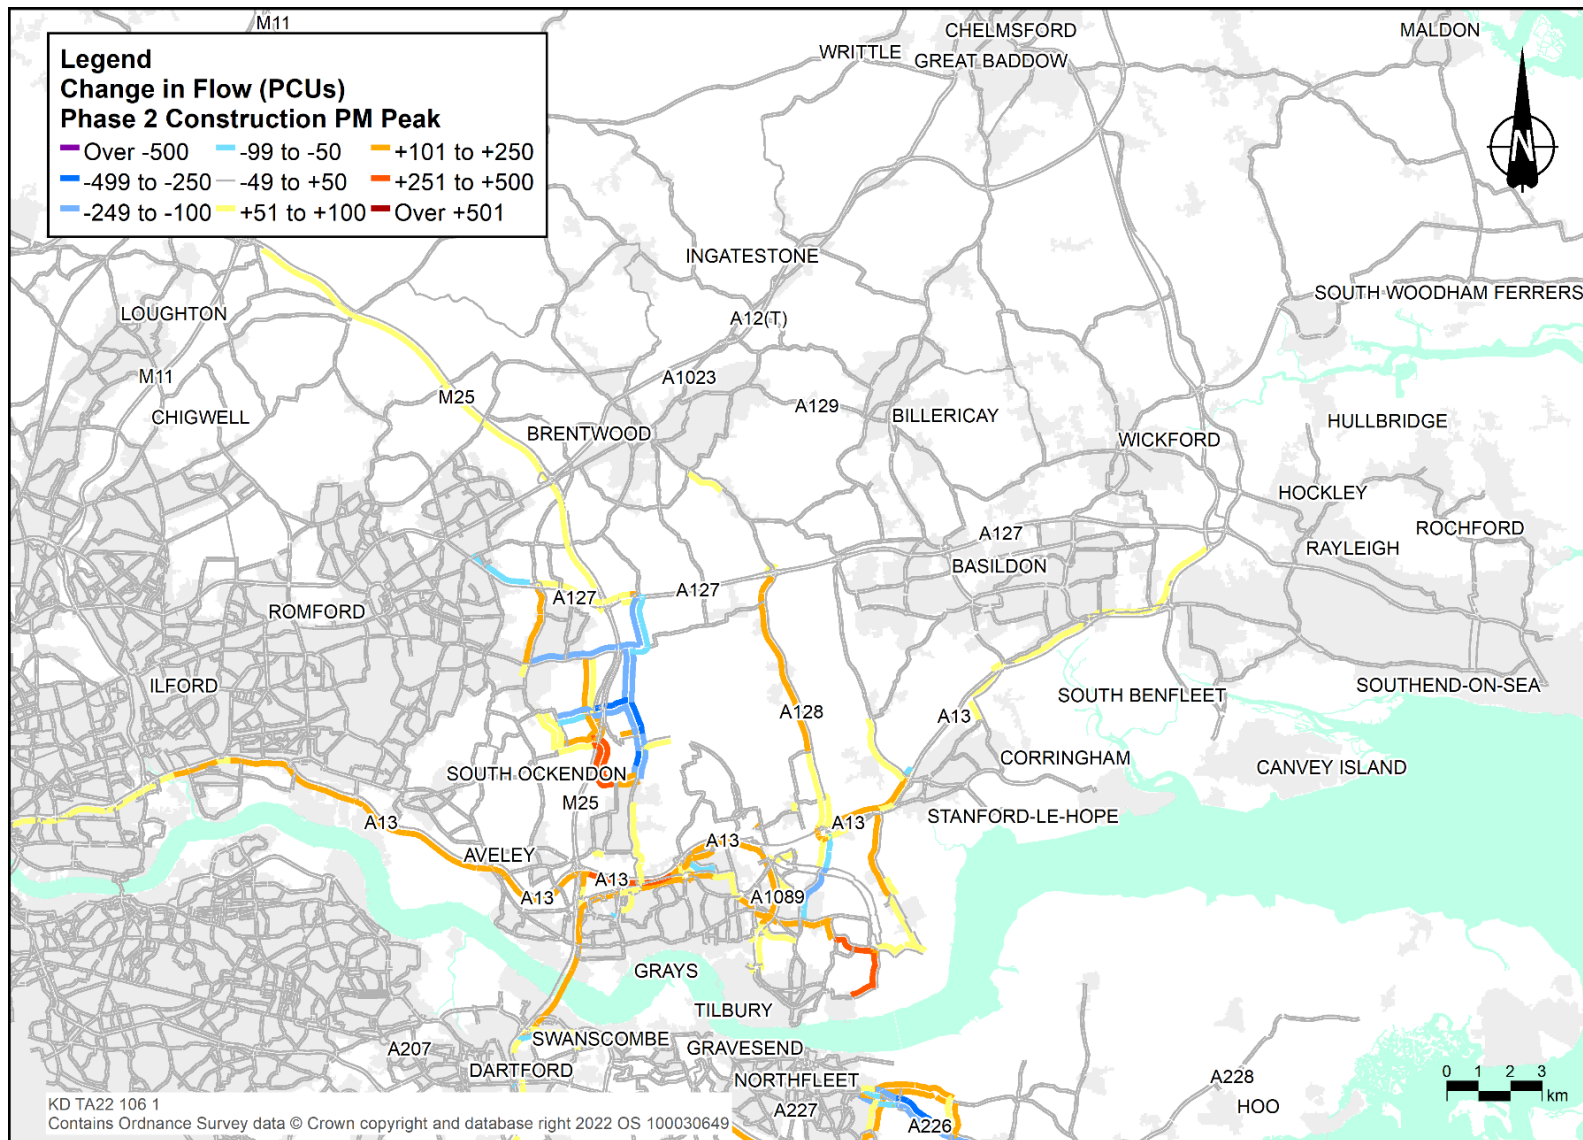 M11
CHELMSFORD
MALDON
WRITTLE
GREAT BADDOW
Legend
Change in Flow (PCUs)
Phase 2 Construction PM Peak
Over -500
-99 to -50
+101 to +250
-499 to -250
-49 to +50
+251 to +500
-249 to -100
+51 to +100
Over +501
N
INGATESTONE
SOUTH WOODHAM FERRERS
LOUGHTON
A12(T)
M11
A1023
M25
A129
CHIGWELL
BILLERICAY
HULLBRIDGE
BRENTWOOD
WICKFORD
HOCKLEY
ROCHFORD
A127
RAYLEIGH
BASILDON
A127
A127
ROMFORD
ILFORD
SOUTHEND-ON-SEA
SOUTH BENFLEET
A128
A13
CORRINGHAM
CANVEY ISLAND
SOUTH OCKENDON
M25
STANFORD-LE-HOPE
A13
A13
A13
AVELEY
A13
A13
A1089
GRAYS
TILBURY
SWANSCOMBE
A207
GRAVESEND
DARTFORD
NORTHFLEET
A228
HOO
A227
A226
0 1 2 3
km
KD TA22 106 1
Contains Ordnance Survey data © Crown copyright and database right 2022 OS 100030649